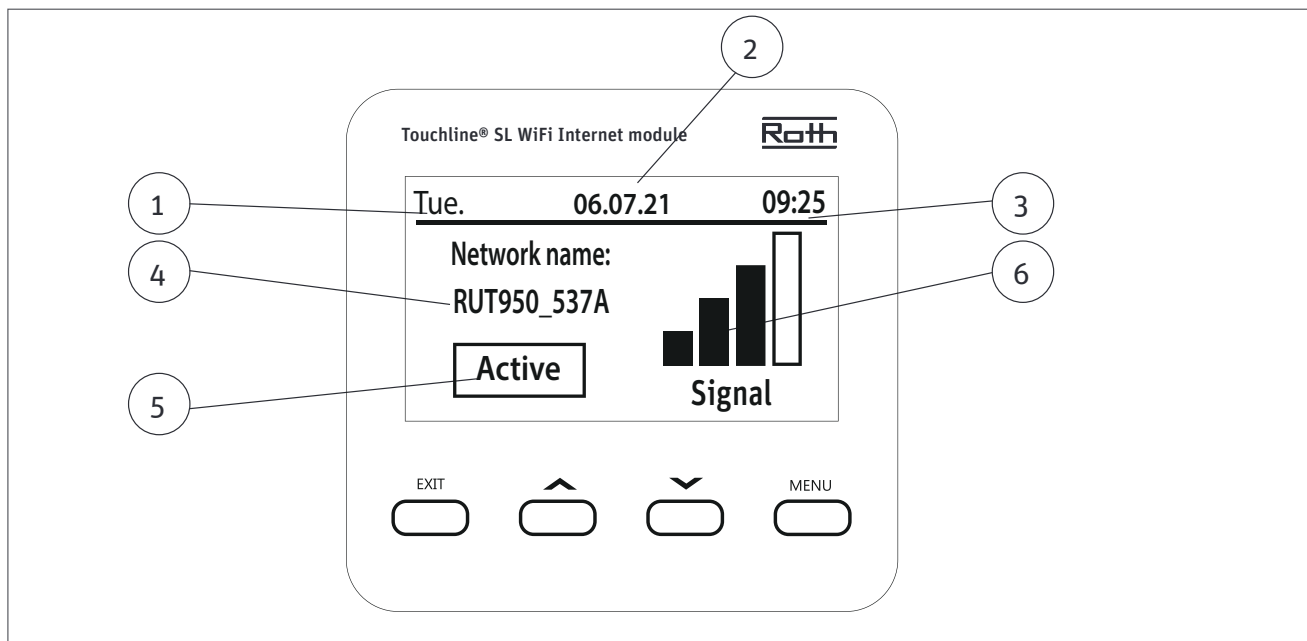 2
Touchline® SL WiFi Internet module Roth
1 Tue. 06.07.21 09:25 3
Network name:
4 RUT950_537A 6
Active
Signal
5
EXIT MENU